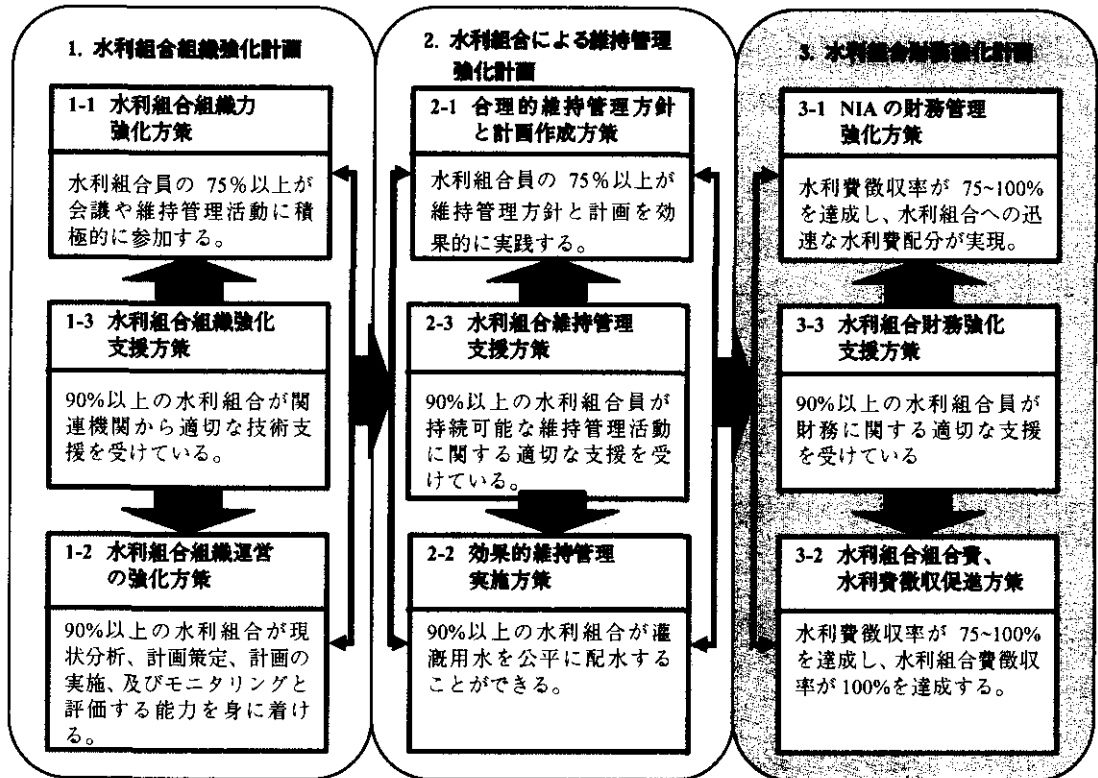 1. 水利組合組織強化計画
1-1 水利組合組織力
強化方策
水利組合員の 75%以上が
会議や維持管理活動に積
極的に参加する。
1-3 水利組合組織強化
支援方策
90%以上の水利組合が関
連機関から適切な技術支
援を受けている。
1-2 水利組合組織運営
の強化方策
90%以上の水利組合が現
状分析、計画策定、計画の
実施、及びモニタリングと
評価する能力を身に着け
る。
2. 水利組合による維持管理
強化計画
2-1 合理的維持管理方針
と計画作成方策
水利組合員の 75%以上が
維持管理方針と計画を効
果的に実践する。
2-3 水利組合維持管理
支援方策
90%以上の水利組合員が
持続可能な維持管理活動
に関する適切な支援を受
けている。
2-2 効果的維持管理
実施方策
90%以上の水利組合が灌
漑用水を公平に配水する
ことができる。
3. 水利組合財務強化計画
3-1 NIA の財務管理
強化方策
水利費徴収率が 75~100%
を達成し、水利組合への迅
速な水利費配分が実現。
3-3 水利組合財務強化
支援方策
90%以上の水利組合員が
財務に関する適切な支援
を受けている
3-2 水利組合組合費、
水利費徴収促進方策
水利費徴収率が 75~100%
を達成し、水利組合費徴収
率が 100%を達成する。